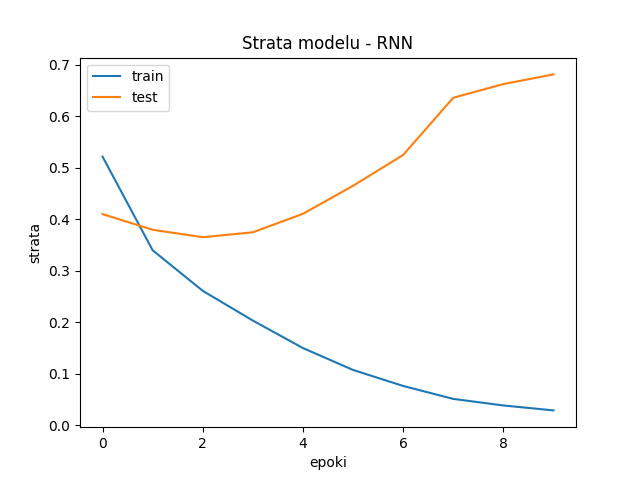 Strata modelu - RNN
train
test
strata
0.7
0.6
0.5
0.4
0.3
0.2
0.1
0.0
0 2 4 6 8
epoki